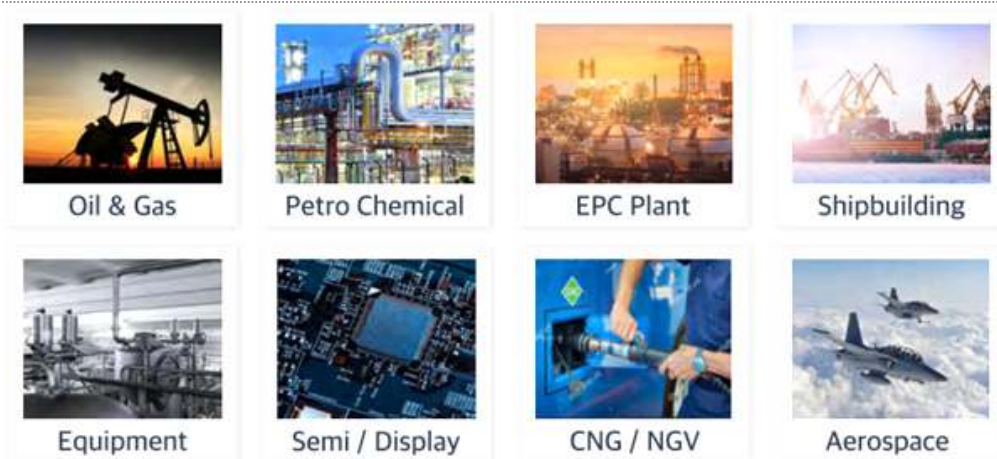 Oil & Gas
Petro Chemical
EPC Plant
Shipbuilding
Equipment
Semi / Display
CNG / NGV
Aerospace